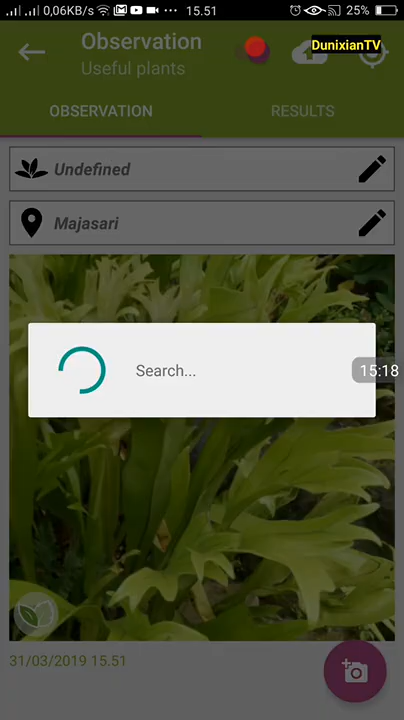 0,06KB/s 15.51 25%
Observation
DunixianTV
Useful plants
OBSERVATION RESULTS
Undefined
Majasari
Search...
15:18
31/03/2019 15.51